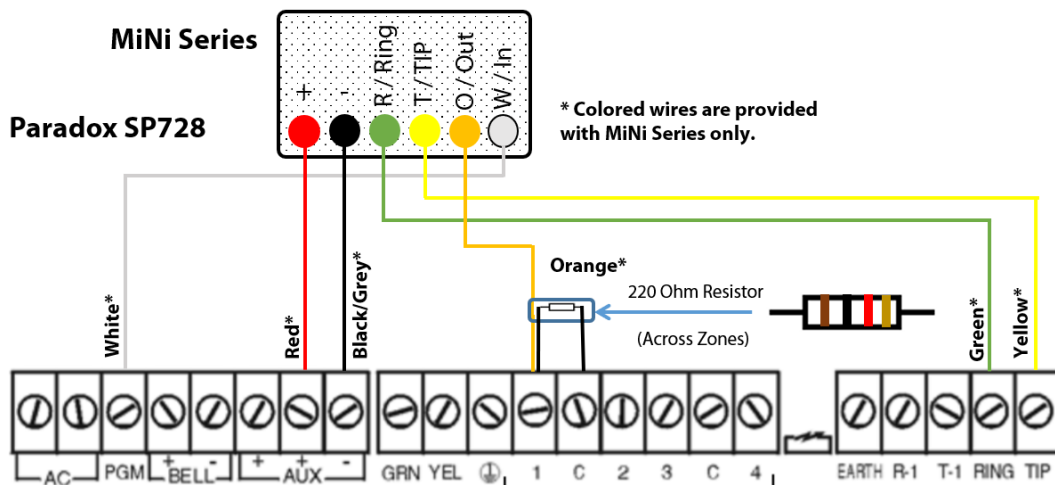 MiNi Series
Paradox SP728
+
-
R / Ring
T / TIP
O / Out
W / In
* Colored wires are provided
with MiNi Series only.
White*
Red*
Black/Grey*
Orange*
220 Ohm Resistor
(Across Zones)
Green*
Yellow*
+ - + + -
AC PGM BELL AUX GRN YEL 1 C 2 3 C 4 EARTH R-1 T-1 RING TIP